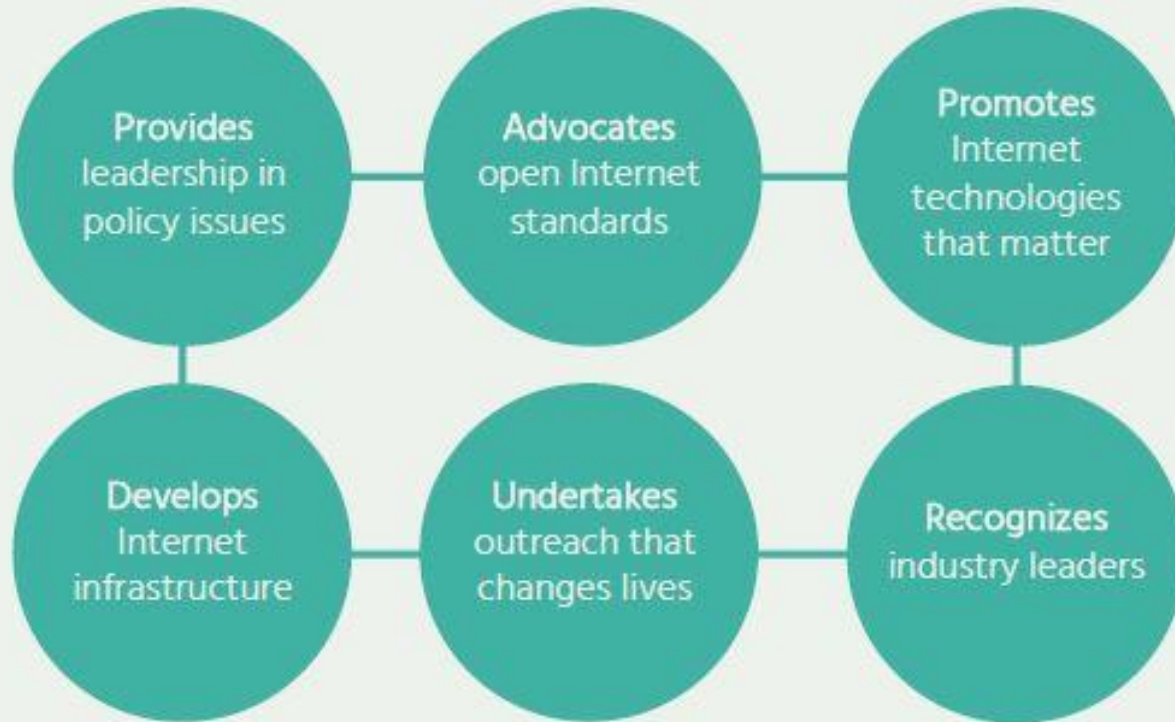 Provides
leadership in
policy issues
Advocates
open Internet
standards
Promotes
Internet
technologies
that matter
Develops
Internet
infrastructure
Undertakes
outreach that
changes lives
Recognizes
industry leaders